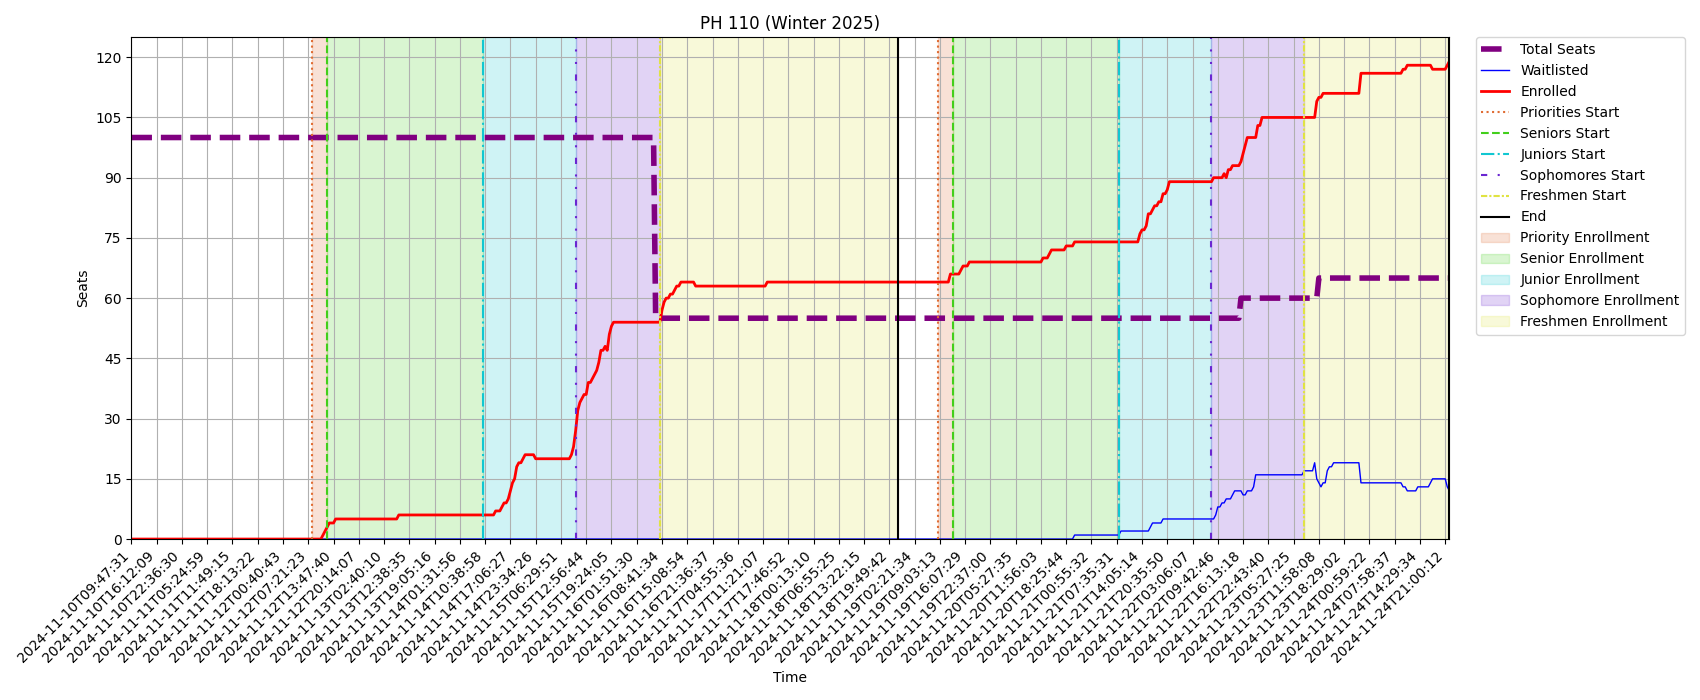 PH 110 (Winter 2025)
120
105
90
75
60
45
30
15
0
Seats
2024-11-10T09:47:31
2024-11-10T16:12:09
2024-11-10T22:36:30
2024-11-11T05:24:59
2024-11-11T11:49:15
2024-11-11T18:13:22
2024-11-12T00:40:43
2024-11-12T07:21:23
2024-11-12T13:47:40
2024-11-12T20:14:07
2024-11-13T02:40:10
2024-11-13T12:38:35
2024-11-13T19:05:16
2024-11-14T01:31:56
2024-11-14T10:38:58
2024-11-14T17:06:27
2024-11-14T23:34:26
2024-11-15T06:29:51
2024-11-15T12:56:44
2024-11-15T19:24:05
2024-11-16T01:51:30
2024-11-16T08:41:34
2024-11-16T15:08:54
2024-11-16T21:36:37
2024-11-17T04:55:36
2024-11-17T11:21:07
2024-11-17T17:46:52
2024-11-18T00:13:10
2024-11-18T06:55:25
2024-11-18T13:22:15
2024-11-18T19:49:42
2024-11-19T02:21:34
2024-11-19T09:03:13
2024-11-19T16:07:29
2024-11-19T22:37:00
2024-11-20T05:27:35
2024-11-20T11:56:03
2024-11-20T18:25:44
2024-11-21T00:55:32
2024-11-21T07:35:31
2024-11-21T14:05:14
2024-11-21T20:35:50
2024-11-22T03:06:07
2024-11-22T09:42:46
2024-11-22T16:13:18
2024-11-22T22:43:40
2024-11-23T05:27:25
2024-11-23T11:58:08
2024-11-23T18:29:02
2024-11-24T00:59:22
2024-11-24T07:58:37
2024-11-24T14:29:34
2024-11-24T21:00:12
Time
Total Seats
Waitlisted
Enrolled
Priorities Start
Seniors Start
Juniors Start
Sophomores Start
Freshmen Start
End
Priority Enrollment
Senior Enrollment
Junior Enrollment
Sophomore Enrollment
Freshmen Enrollment